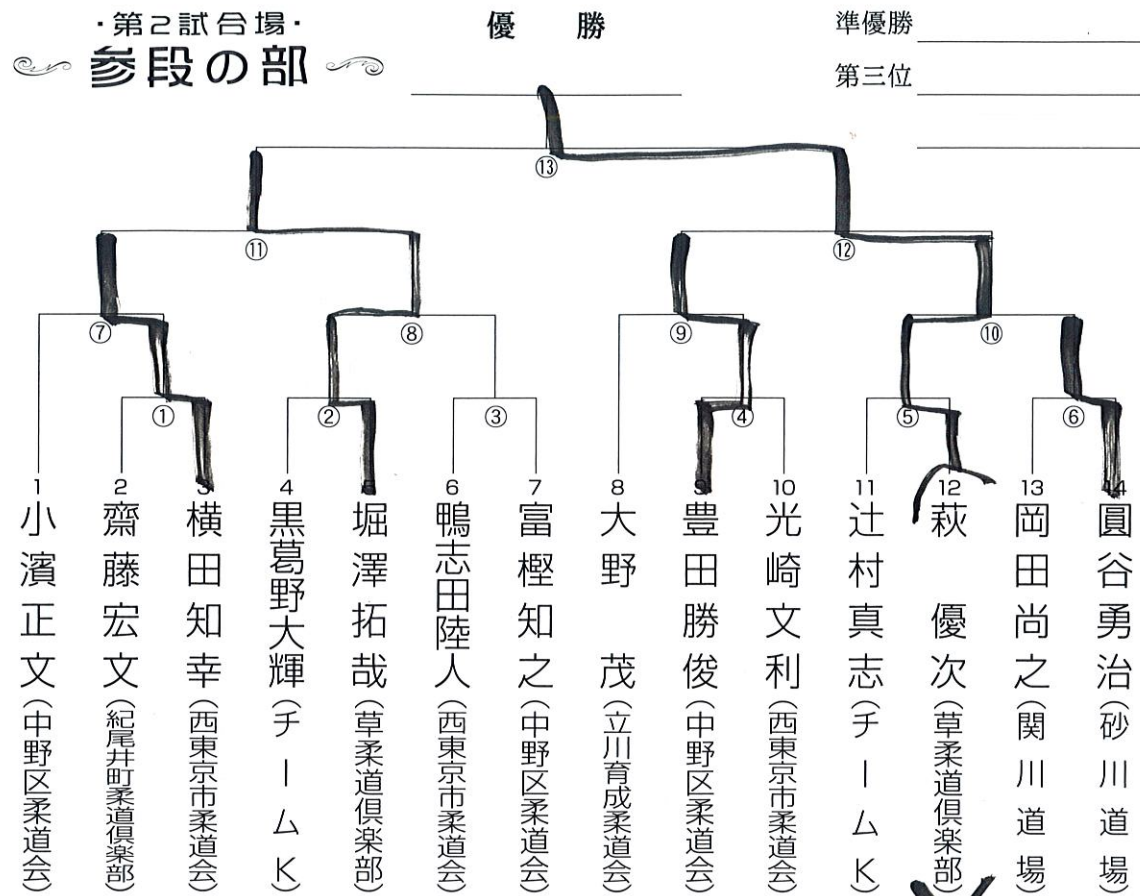 ・第2試合場・
参段の部
優勝
準優勝
第三位
⑬
⑪
⑫
⑦
⑧
⑨
⑩
①
②
③
④
⑤
⑥
1 小濱正文(中野区柔道会)
2 齋藤宏文(紀尾井町柔道倶楽部)
3 横田知幸(西東京市柔道会)
4 黒葛野大輝(チームK)
5 堀澤拓哉(草柔道倶楽部)
6 鴨志田陸人(西東京市柔道会)
7 富樫知之(中野区柔道会)
8 大野茂(立川育成柔道会)
9 豊田勝俊(中野区柔道会)
10 光崎文利(西東京市柔道会)
11 辻村真志(チームK)
12 萩優次(草柔道倶楽部)
13 岡田尚之(関川道場)
14 圓谷勇治(砂川道場)